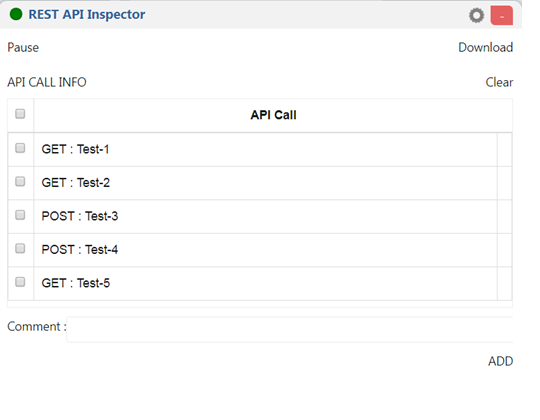 REST API Inspector
-
Pause
Download
API CALL INFO
Clear
API Call
GET : Test-1
GET : Test-2
POST : Test-3
POST : Test-4
GET : Test-5
Comment :
ADD